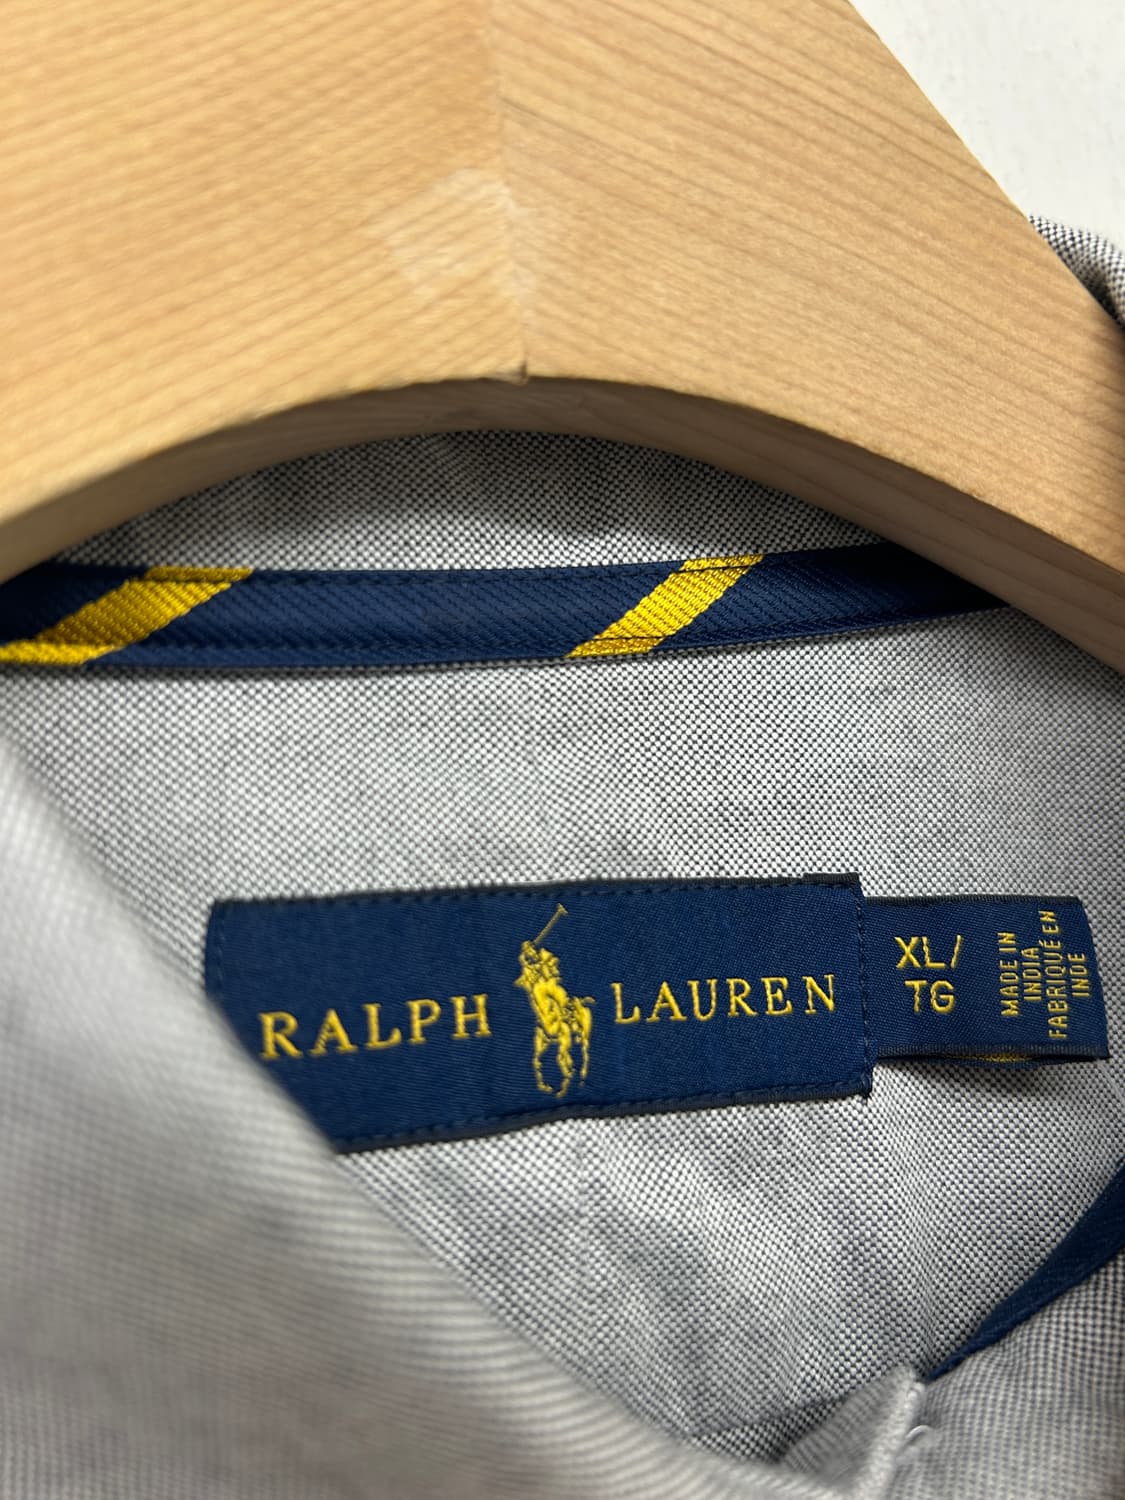 RALPH LAUREN
XL/
TG
MADE IN
INDIA
FABRIQUÉ EN
INDE